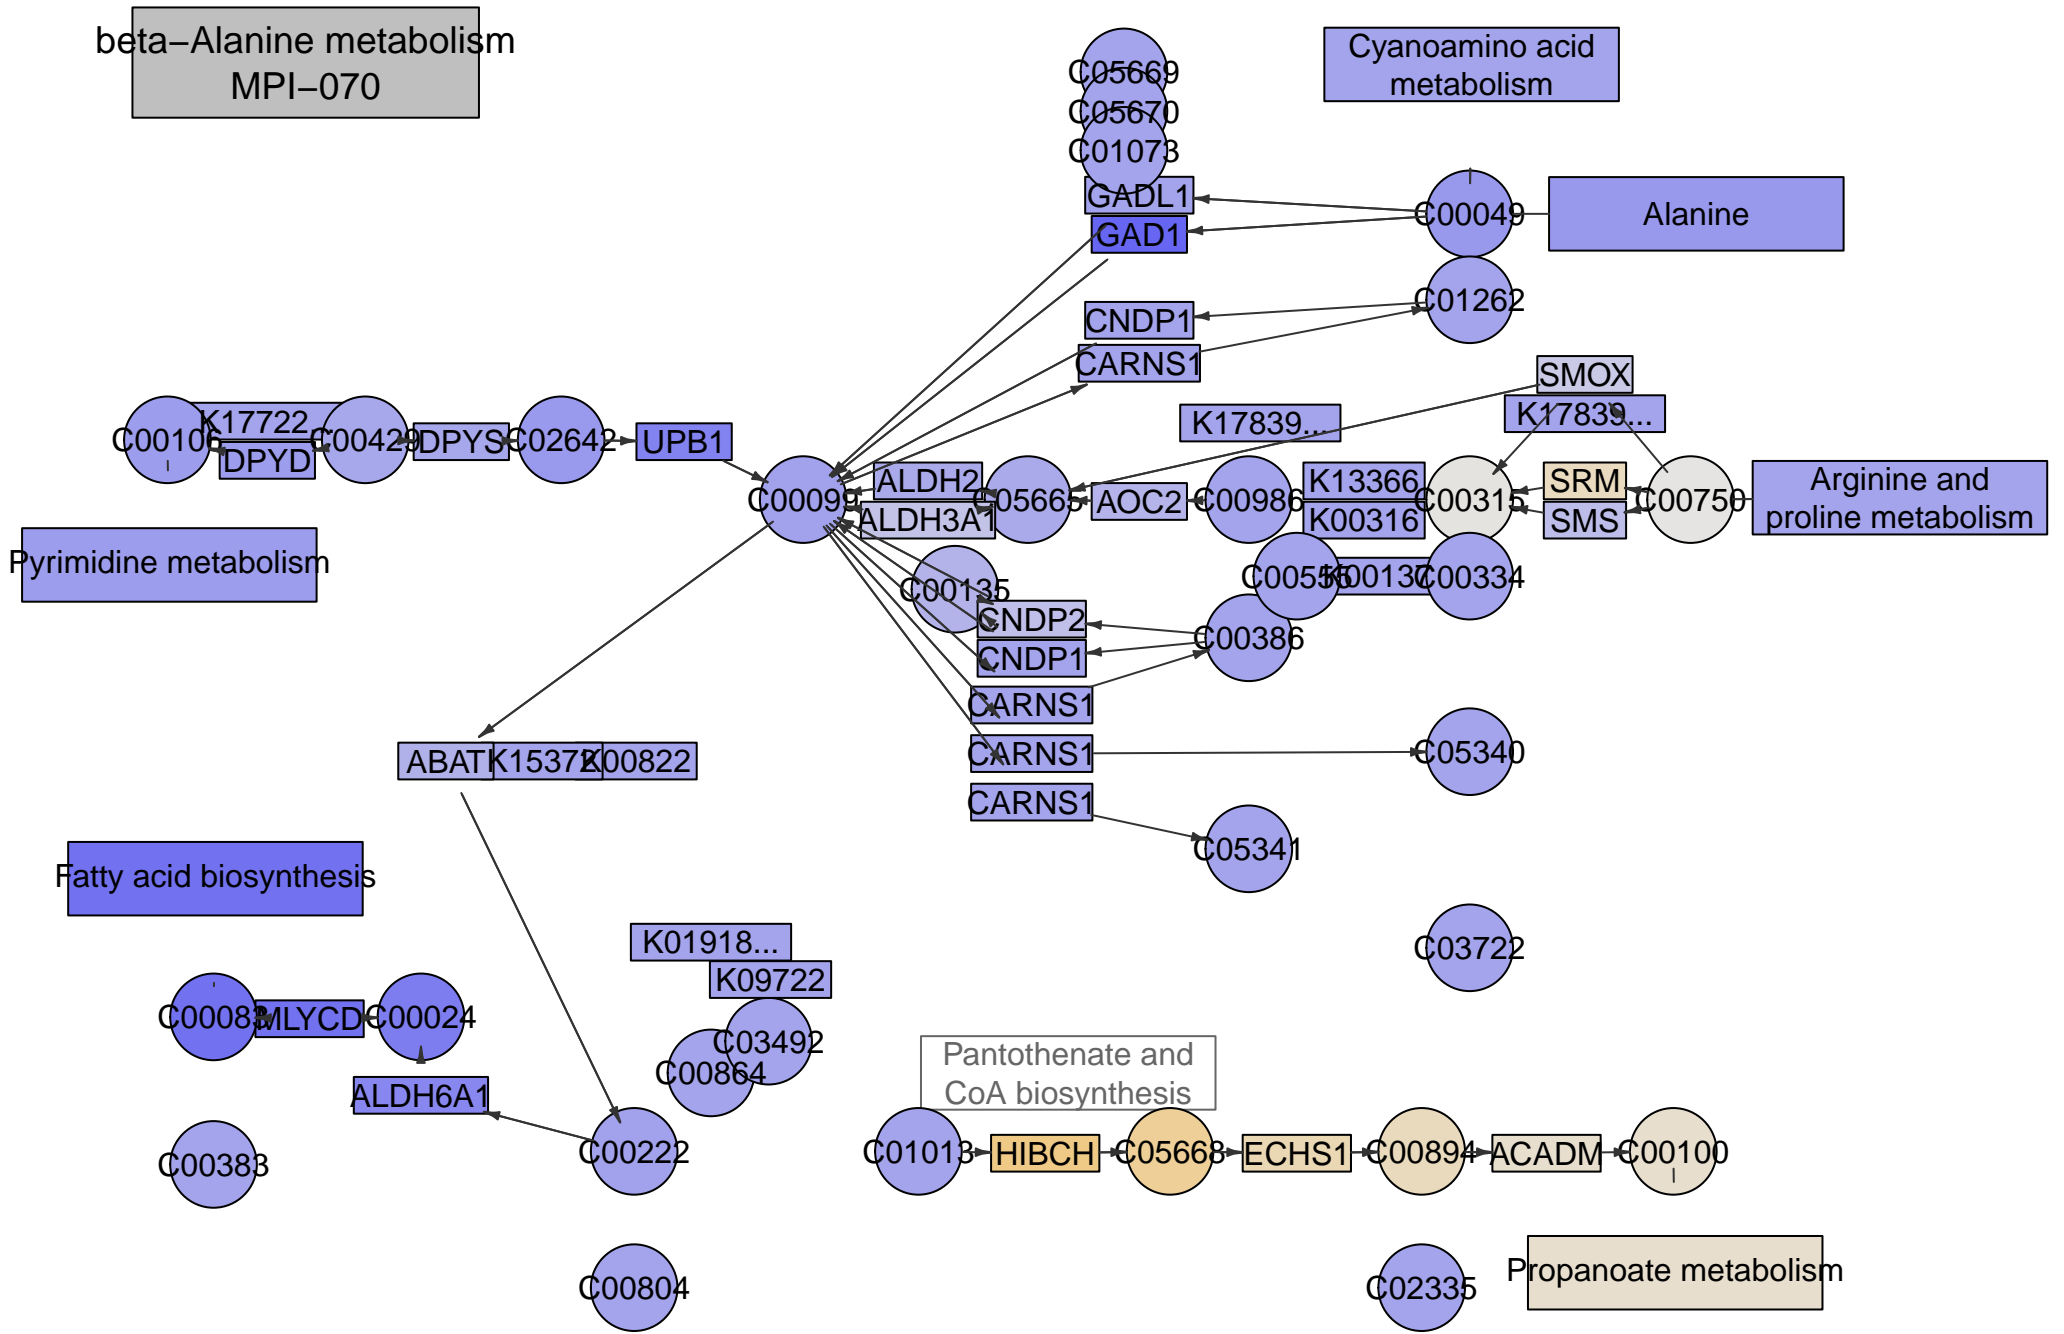 beta−Alanine metabolism
MPI−070
C05669
C05670
C01073
Cyanoamino acid
metabolism
GADL1
GAD1
C00049
Alanine
C01262
CNDP1
CARNS1
SMOX
K17839...
K17839...
C00106
K17722...
DPYD
C00429
DPYS
C02642
UPB1
C00099
ALDH2
ALDH3A1
C05665
AOC2
C00986
K13366
K00316
C00315
SRM
SMS
C00750
Arginine and
proline metabolism
Pyrimidine metabolism
C00135
C00555
K00137
C00334
CNDP2
CNDP1
C00386
CARNS1
CARNS1
CARNS1
C05340
ABAT
K15372
K00822
C05341
Fatty acid biosynthesis
K01918...
K09722
C03722
C00083
MLYCD
C00024
C03492
C00864
Pantothenate and
CoA biosynthesis
ALDH6A1
C00383
C00222
C01013
HIBCH
C05668
ECHS1
C00894
ACADM
C00100
C00804
C02335
Propanoate metabolism